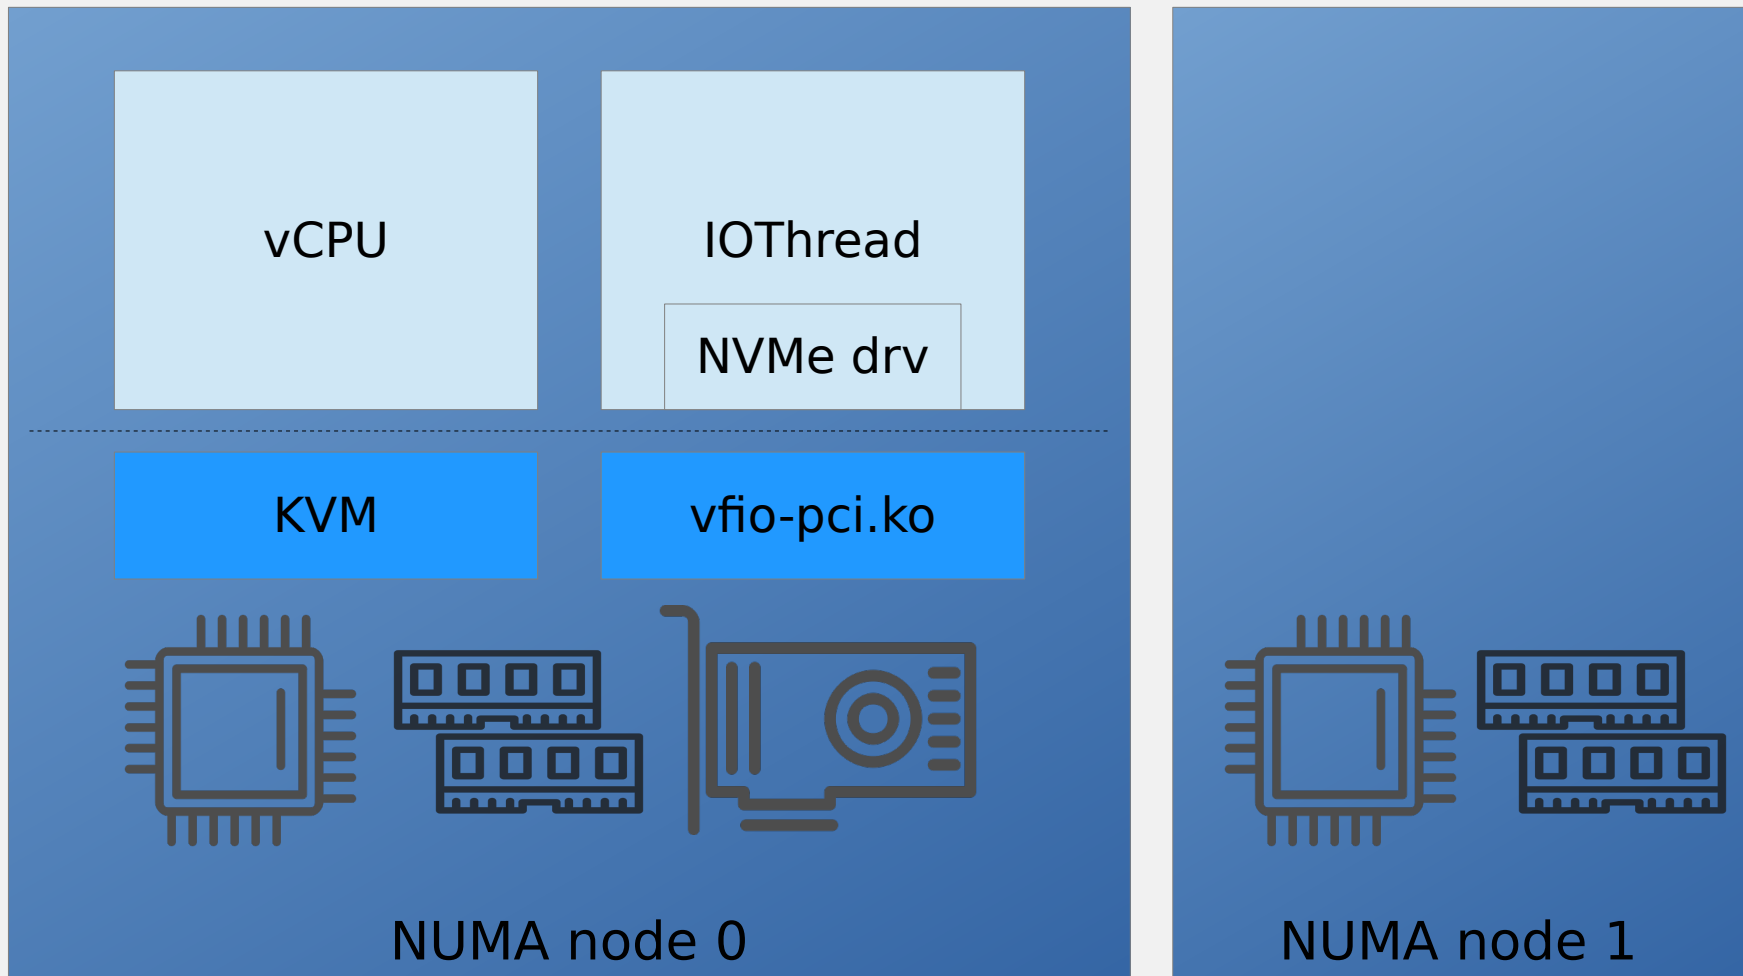 vCPU
IOThread
NVMe drv
KVM
vfio-pci.ko
NUMA node 0
NUMA node 1